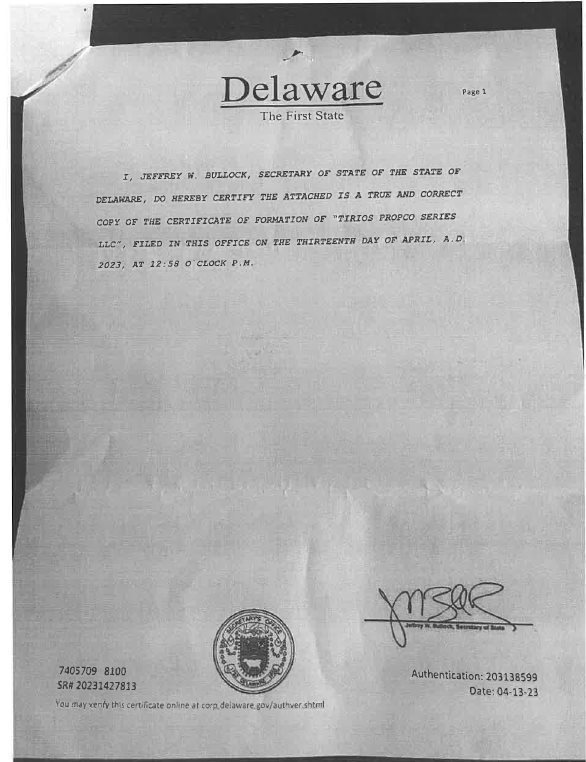 Delaware
Page 1
The First State
I, JEFFREY W. BULLOCK, SECRETARY OF STATE OF THE STATE OF
DELAWARE, DO HEREBY CERTIFY THE ATTACHED IS A TRUE AND CORRECT
COPY OF THE CERTIFICATE OF FORMATION OF "TIRIOS PROPCO SERIES
LLC", FILED IN THIS OFFICE ON THE THIRTEENTH DAY OF APRIL, A.D.
2023, AT 12:58 O'CLOCK P.M.
Jeffrey W. Bullock, Secretary of State
SECRETARY'S OFFICE
DELAWARE
7405709 8100
SR# 20231427813
Authentication: 203138599
Date: 04-13-23
You may verify this certificate online at corp.delaware.gov/authver.shtml